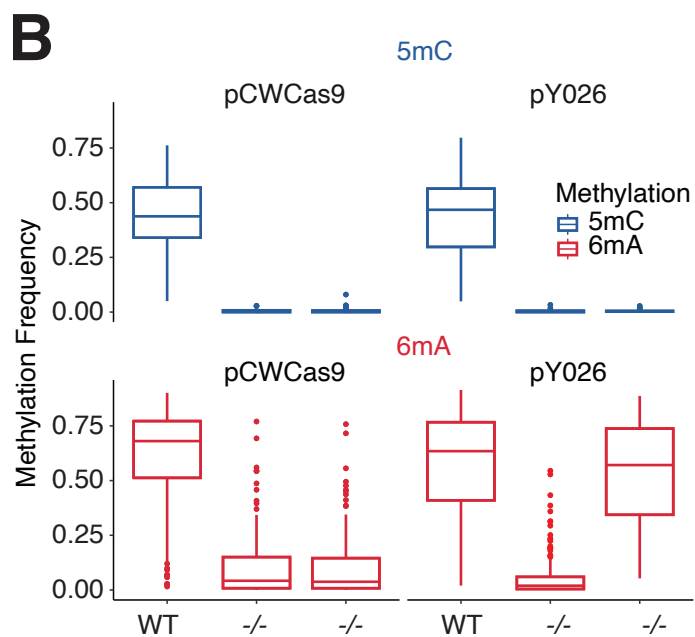 B
5mC
pCWCas9 pY026
Methylation Frequency
0.75
0.50
0.25
0.00
Methylation
5mC
6mA
6mA
pCWCas9 pY026
0.75
0.50
0.25
0.00
WT -/- -/- WT -/- -/-